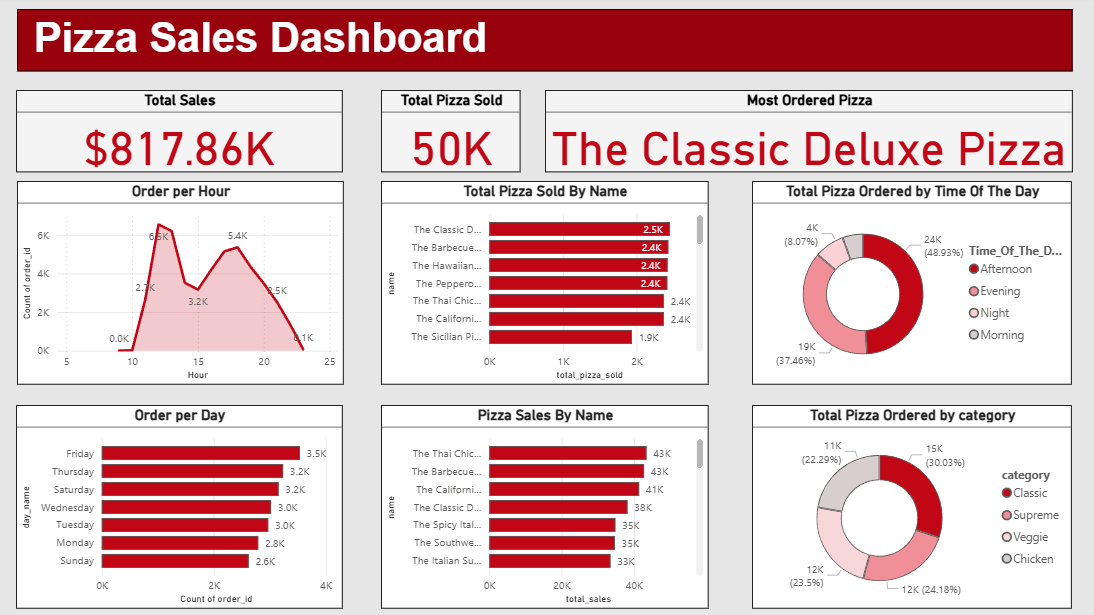 Pizza Sales Dashboard
Total Sales
$817.86K
Total Pizza Sold
50K
Most Ordered Pizza
The Classic Deluxe Pizza
Order per Hour
Count of order_id
6K
4K
2K
0K
0.0K
2.7K
6.5K
3.2K
5.4K
2.5K
0.1K
5
10
15
20
25
Hour
Total Pizza Sold By Name
name
The Classic D... 2.5K
The Barbecue... 2.4K
The Hawaiian... 2.4K
The Peppero... 2.4K
The Thai Chic... 2.4K
The Californi... 2.4K
The Sicilian Pi... 1.9K
0K
1K
2K
total_pizza_sold
Total Pizza Ordered by Time Of The Day
4K
(8.07%)
24K
(48.93%)
19K
(37.46%)
Time_Of_The_D...
Afternoon
Evening
Night
Morning
Order per Day
day_name
Friday 3.5K
Thursday 3.2K
Saturday 3.2K
Wednesday 3.0K
Tuesday 3.0K
Monday 2.8K
Sunday 2.6K
0K
2K
4K
Count of order_id
Pizza Sales By Name
name
The Thai Chic... 43K
The Barbecue... 43K
The Californi... 41K
The Classic D... 38K
The Spicy Ital... 35K
The Southwe... 35K
The Italian Su... 33K
0K
20K
40K
total_sales
Total Pizza Ordered by category
11K
(22.29%)
15K
(30.03%)
12K
(23.5%)
12K (24.18%)
category
Classic
Supreme
Veggie
Chicken